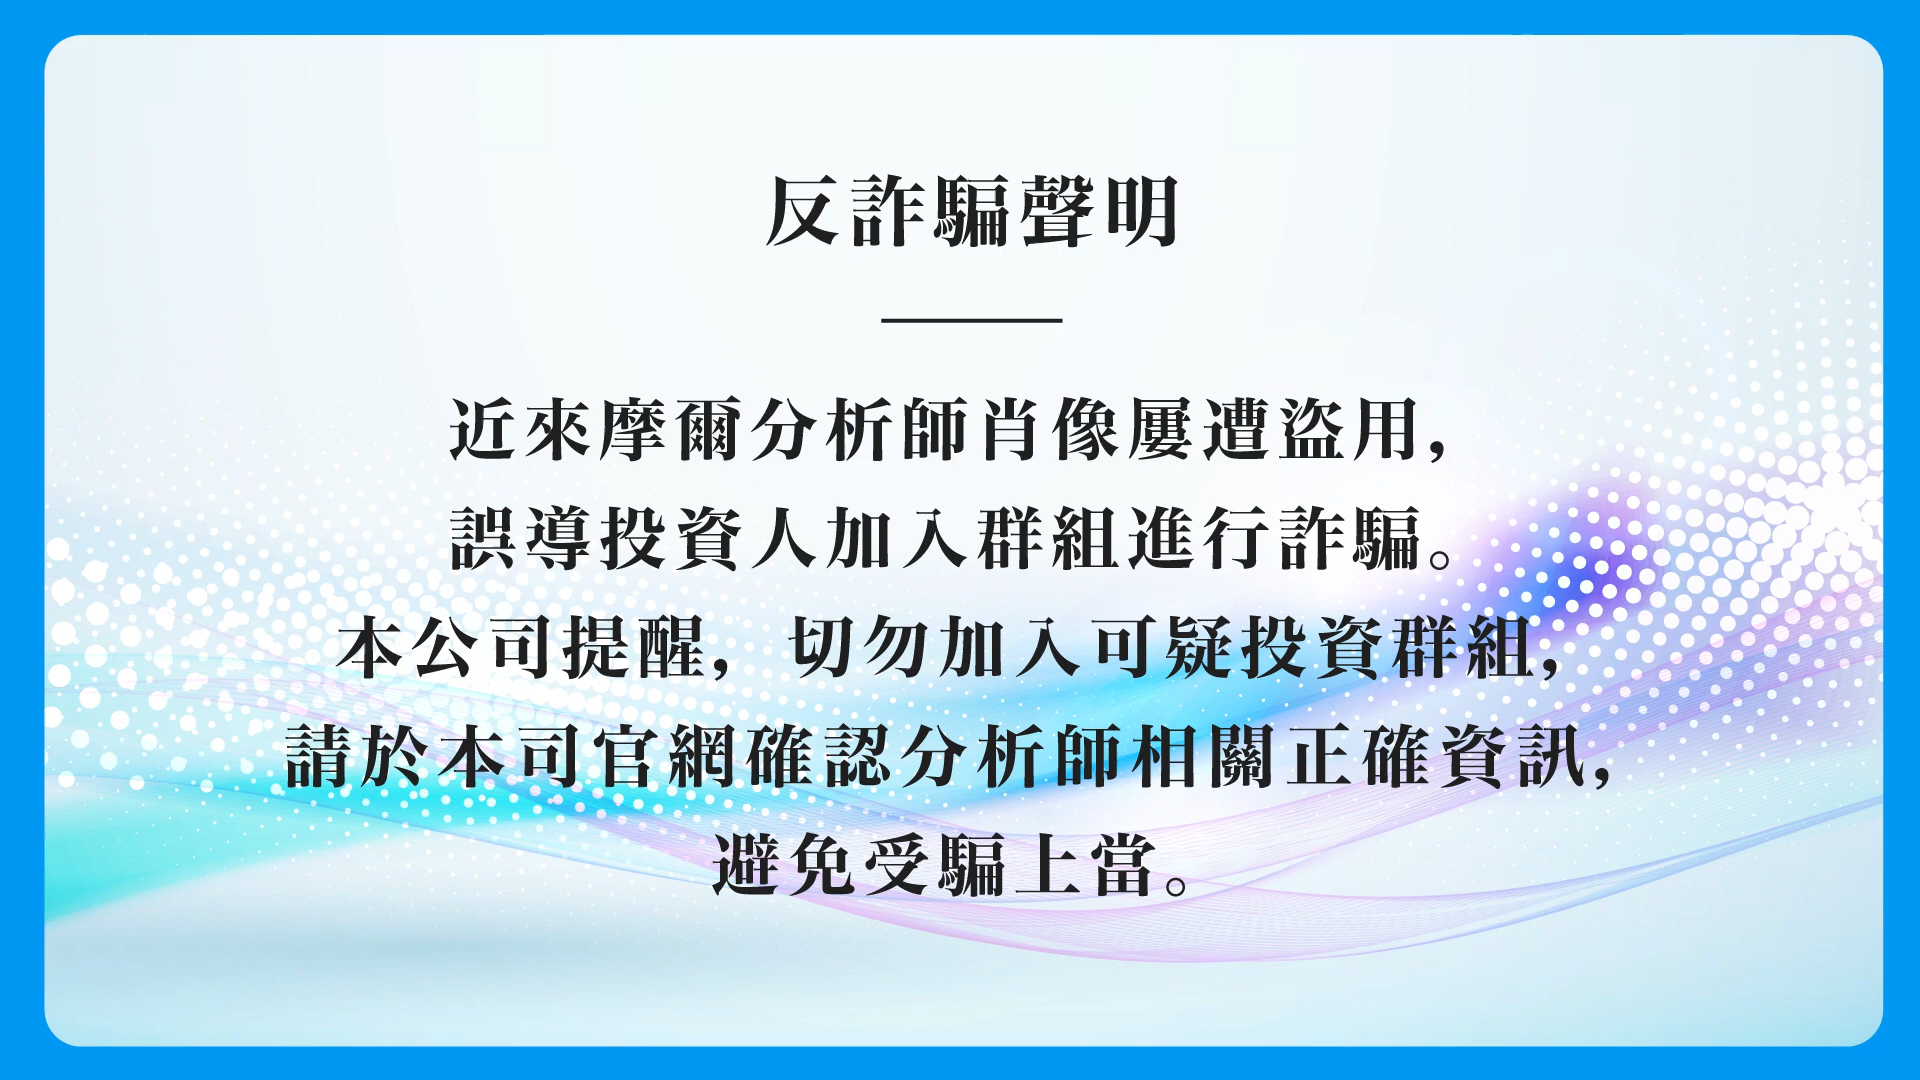 反詐騙聲明
近來摩爾分析師肖像屢遭盜用，
誤導投資人加入群組進行詐騙。
本公司提醒，切勿加入可疑投資群組，
請於本司官網確認分析師相關正確資訊，
避免受騙上當。